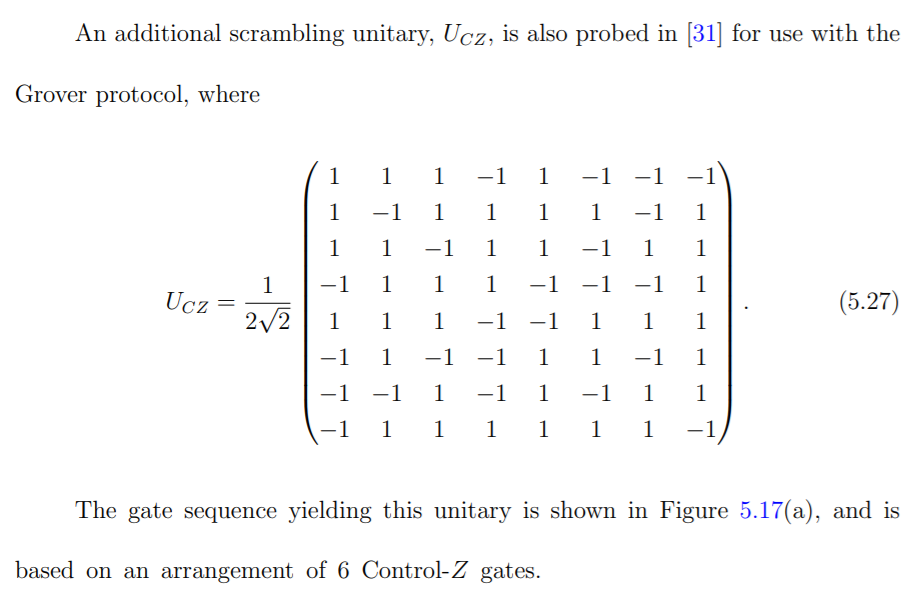 An additional scrambling unitary, U_{CZ}, is also probed in [31] for use with the
Grover protocol, where
U_{CZ} = \frac{1}{2\sqrt{2}} \begin{pmatrix} 1 & 1 & 1 & -1 & 1 & -1 & -1 & -1 \\ 1 & -1 & 1 & 1 & 1 & 1 & -1 & 1 \\ 1 & 1 & -1 & 1 & 1 & -1 & 1 & 1 \\ -1 & 1 & 1 & 1 & -1 & -1 & -1 & 1 \\ 1 & 1 & 1 & -1 & -1 & 1 & 1 & 1 \\ -1 & 1 & -1 & -1 & 1 & 1 & -1 & 1 \\ -1 & -1 & 1 & -1 & 1 & -1 & 1 & 1 \\ -1 & 1 & 1 & 1 & 1 & 1 & 1 & -1 \end{pmatrix}. (5.27)
The gate sequence yielding this unitary is shown in Figure 5.17(a), and is
based on an arrangement of 6 Control-Z gates.